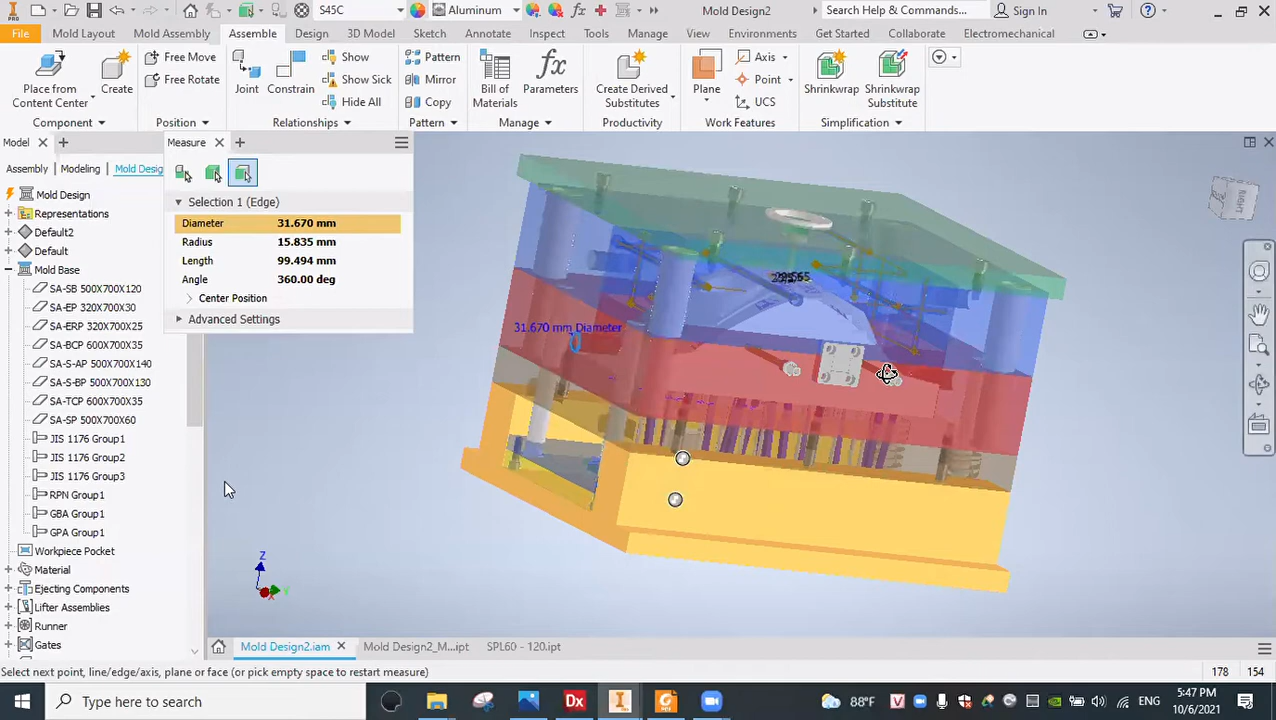 PRO
S45C
Aluminum
Mold Design2
Search Help & Commands...
Sign In
File
Mold Layout
Mold Assembly
Assemble
Design
3D Model
Sketch
Annotate
Inspect
Tools
Manage
View
Environments
Get Started
Collaborate
Electromechanical
Place from
Content Center
Create
Free Move
Free Rotate
Joint
Constrain
Show
Show Sick
Hide All
Pattern
Mirror
Copy
Bill of
Materials
Parameters
Create Derived
Substitutes
Plane
Axis
Point
UCS
Shrinkwrap
Shrinkwrap
Substitute
Component
Position
Relationships
Pattern
Manage
Productivity
Work Features
Simplification
Model
Assembly
Modeling
Mold Desig
Mold Design
Representations
Default2
Default
Mold Base
SA-SB 500X700X120
SA-EP 320X700X30
SA-ERP 320X700X25
SA-BCP 600X700X35
SA-S-AP 500X700X140
SA-S-BP 500X700X130
SA-TCP 600X700X35
SA-SP 500X700X60
JIS 1176 Group1
JIS 1176 Group2
JIS 1176 Group3
RPN Group1
GBA Group1
GPA Group1
Workpiece Pocket
Material
Ejecting Components
Lifter Assemblies
Runner
Gates
Measure
Selection 1 (Edge)
Diameter 31.670 mm
Radius 15.835 mm
Length 99.494 mm
Angle 360.00 deg
Center Position
Advanced Settings
31.670 mm Diameter
Z
Y
X
Mold Design2.iam
Mold Design2_M...ipt
SPL60 - 120.ipt
Select next point, line/edge/axis, plane or face (or pick empty space to restart measure)
178
154
Type here to search
88°F
ENG
5:47 PM
10/6/2021